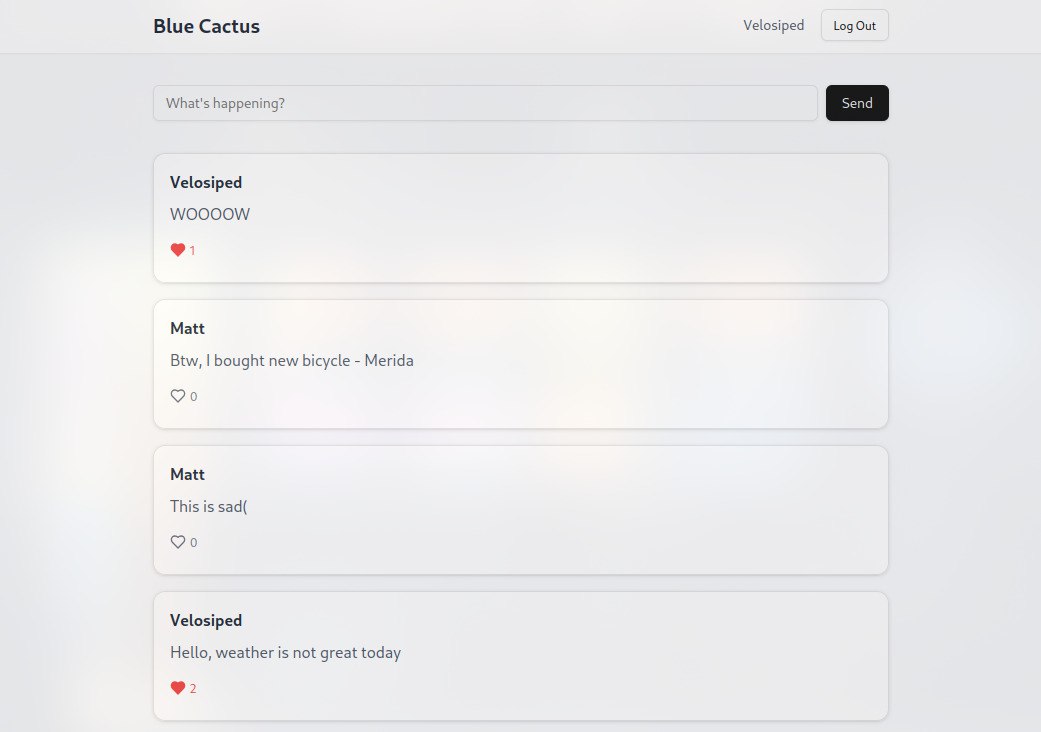 Blue Cactus
Velosiped
Log Out
What's happening?
Send
Velosiped
WOOOOW
1
Matt
Btw, I bought new bicycle - Merida
0
Matt
This is sad(
0
Velosiped
Hello, weather is not great today
2